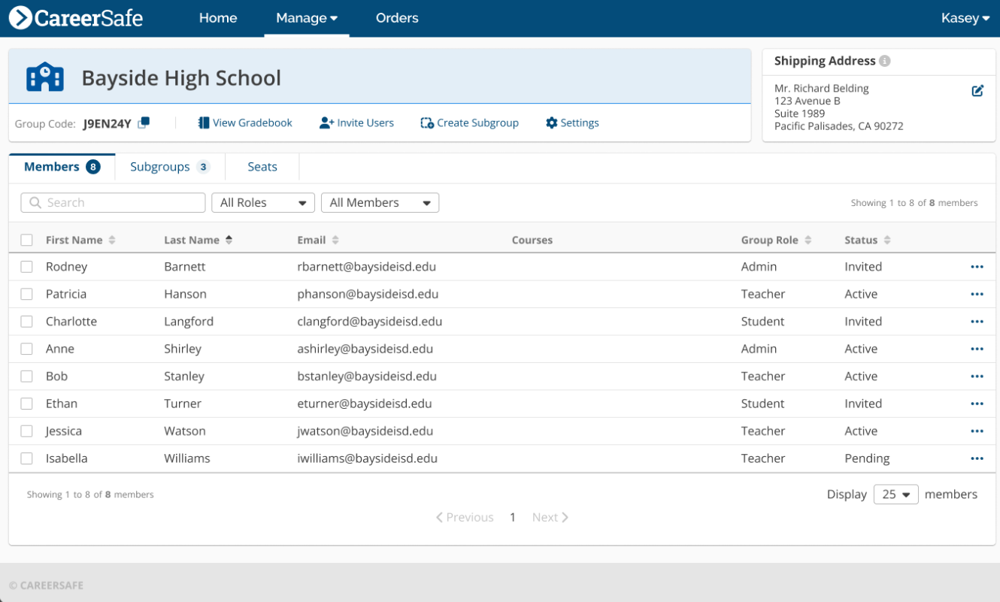 CareerSafe Home Manage Orders Kasey
Bayside High School
Group Code: J9EN24Y View Gradebook Invite Users Create Subgroup Settings
Shipping Address
Mr. Richard Belding
123 Avenue B
Suite 1989
Pacific Palisades, CA 90272
Members 8 Subgroups 3 Seats
Search All Roles All Members Showing 1 to 8 of 8 members
First Name Last Name Email Courses Group Role Status
Rodney Barnett rbarnett@baysideisd.edu Admin Invited
Patricia Hanson phanson@baysideisd.edu Teacher Active
Charlotte Langford clangford@baysideisd.edu Student Invited
Anne Shirley ashirley@baysideisd.edu Admin Active
Bob Stanley bstanley@baysideisd.edu Teacher Active
Ethan Turner eturner@baysideisd.edu Student Invited
Jessica Watson jwatson@baysideisd.edu Teacher Active
Isabella Williams iwilliams@baysideisd.edu Teacher Pending
Showing 1 to 8 of 8 members Display 25 members
Previous 1 Next
© CAREERSAFE